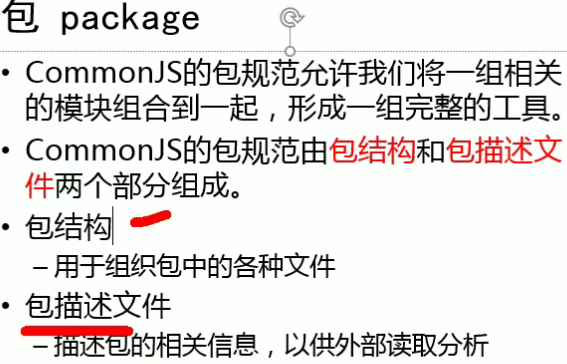 包 package
• CommonJS的包规范允许我们将一组相关
的模块组合到一起，形成一组完整的工具。
• CommonJS的包规范由包结构和包描述文
件两个部分组成。
• 包结构
– 用于组织包中的各种文件
• 包描述文件
– 描述包的相关信息，以供外部读取分析